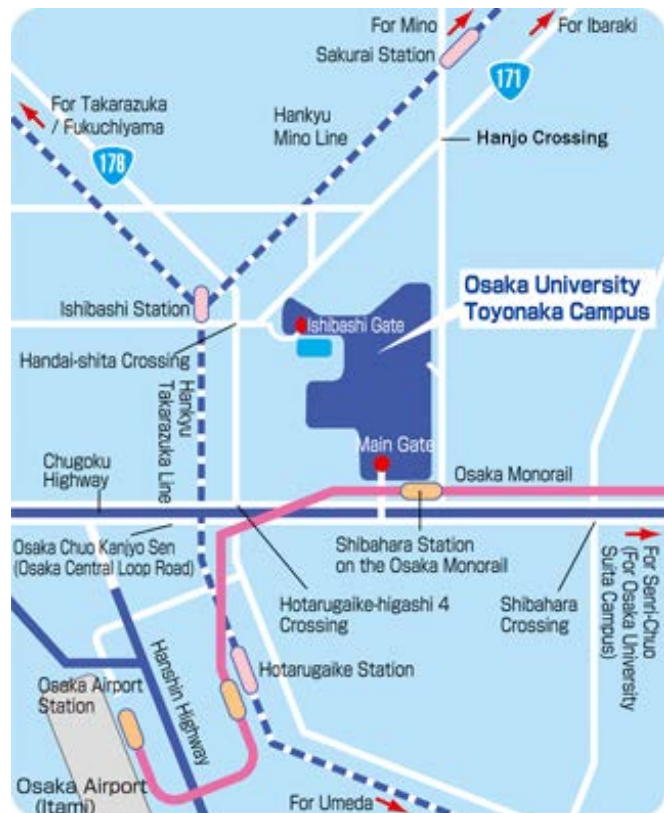 For Mino
For Ibaraki
Sakurai Station
171
For Takarazuka
/ Fukuchiyama
Hankyu
Mino Line
Hanjo Crossing
178
Osaka University
Toyonaka Campus
Ishibashi Station
Ishibashi Gate
Handai-shita Crossing
Hankyu
Takarazuka Line
Main Gate
Chugoku
Highway
Osaka Monorail
Osaka Chuo Kanjyo Sen
(Osaka Central Loop Road)
Shibahara Station
on the Osaka Monorail
For Senri-Chuo
(For Osaka University
Suita Campus)
Hotarugaike-higashi 4
Crossing
Shibahara
Crossing
Hanshin Highway
Hotarugaike Station
Osaka Airport
Station
Osaka Airport
(Itami)
For Umeda